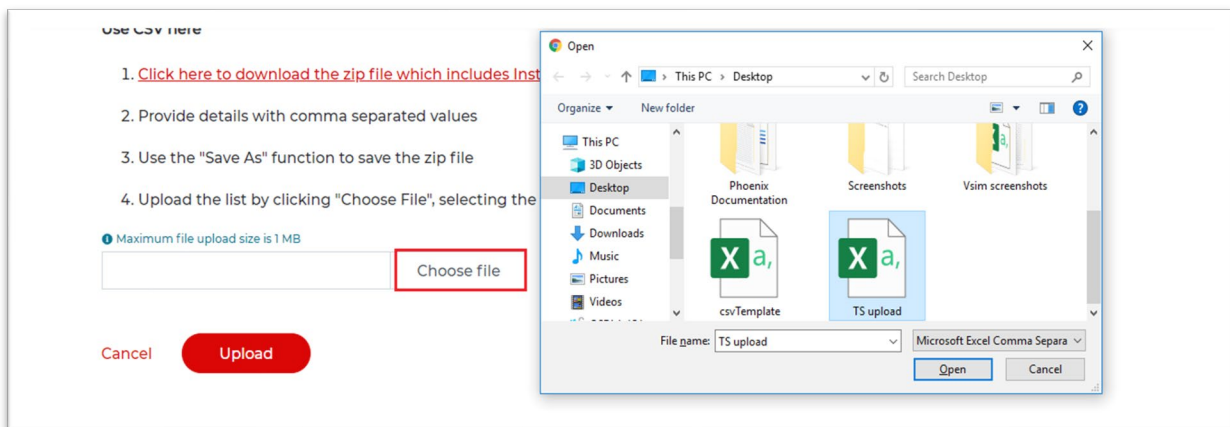 Use CSV here
1. Click here to download the zip file which includes Inst
2. Provide details with comma separated values
3. Use the "Save As" function to save the zip file
4. Upload the list by clicking "Choose File", selecting the
Maximum file upload size is 1 MB
Choose file
Cancel
Upload
Open
This PC > Desktop
Search Desktop
Organize
New folder
This PC
3D Objects
Desktop
Documents
Downloads
Music
Pictures
Videos
Phoenix
Documentation
Screenshots
Vsim screenshots
csvTemplate
TS upload
File name:
TS upload
Microsoft Excel Comma Separa
Open
Cancel